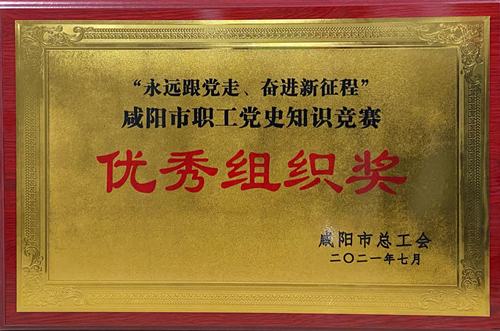 “永远跟党走、奋进新征程”
咸阳市职工党史知识竞赛
优秀组织奖
咸阳市总工会
二〇二一年七月